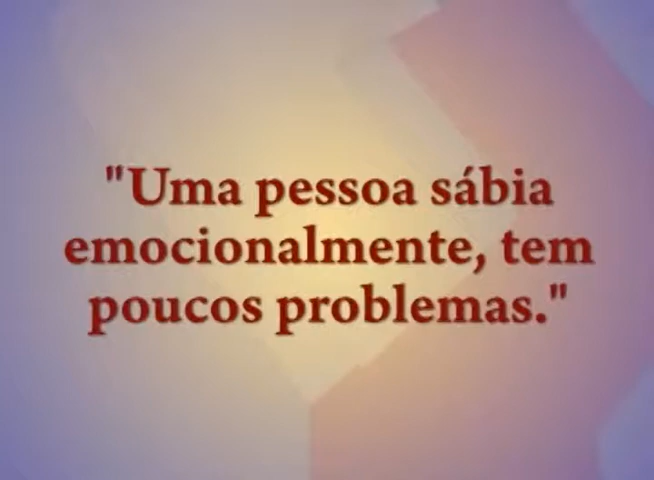 "Uma pessoa sábia
emocionalmente, tem
poucos problemas."